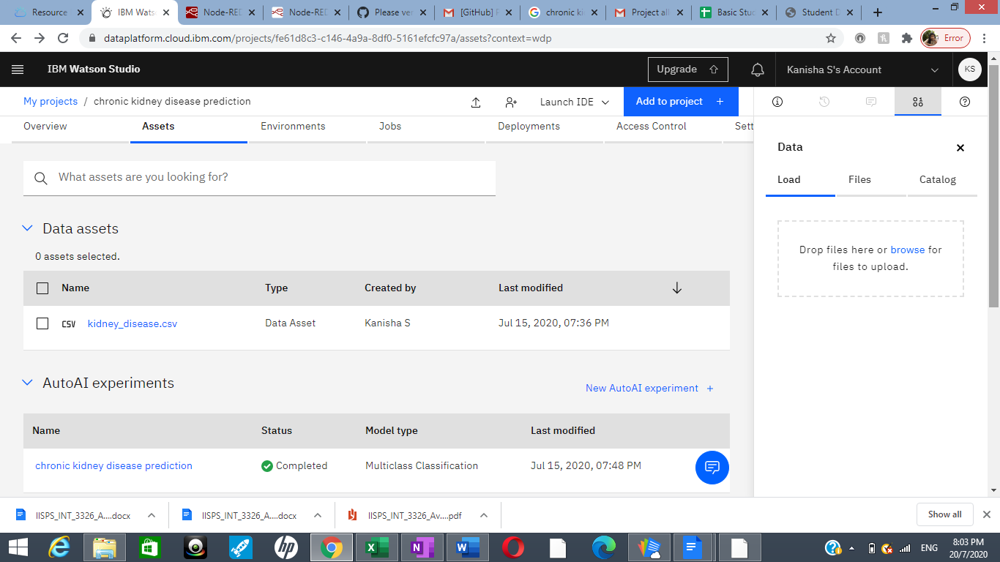 Resource
IBM Wats
Node-RED
Node-RED
Please ver
[GitHub] P
chronic ki
Project all
Basic Stud
Student D
dataplatform.cloud.ibm.com/projects/fe61d8c3-c146-4a9a-8df0-5161efcfc97a/assets?context=wdp
Error
IBM Watson Studio
Upgrade
Kanisha S's Account
KS
My projects / chronic kidney disease prediction
Launch IDE
Add to project +
Overview
Assets
Environments
Jobs
Deployments
Access Control
Sett
Data
Load
Files
Catalog
Drop files here or browse for
files to upload.
What assets are you looking for?
Data assets
0 assets selected.
Name Type Created by Last modified
CSV kidney_disease.csv Data Asset Kanisha S Jul 15, 2020, 07:36 PM
AutoAI experiments
New AutoAI experiment +
Name Status Model type Last modified
chronic kidney disease prediction Completed Multiclass Classification Jul 15, 2020, 07:48 PM
IISPS_INT_3326_A....docx
IISPS_INT_3326_A....docx
IISPS_INT_3326_Av....pdf
Show all
ENG
8:03 PM
20/7/2020